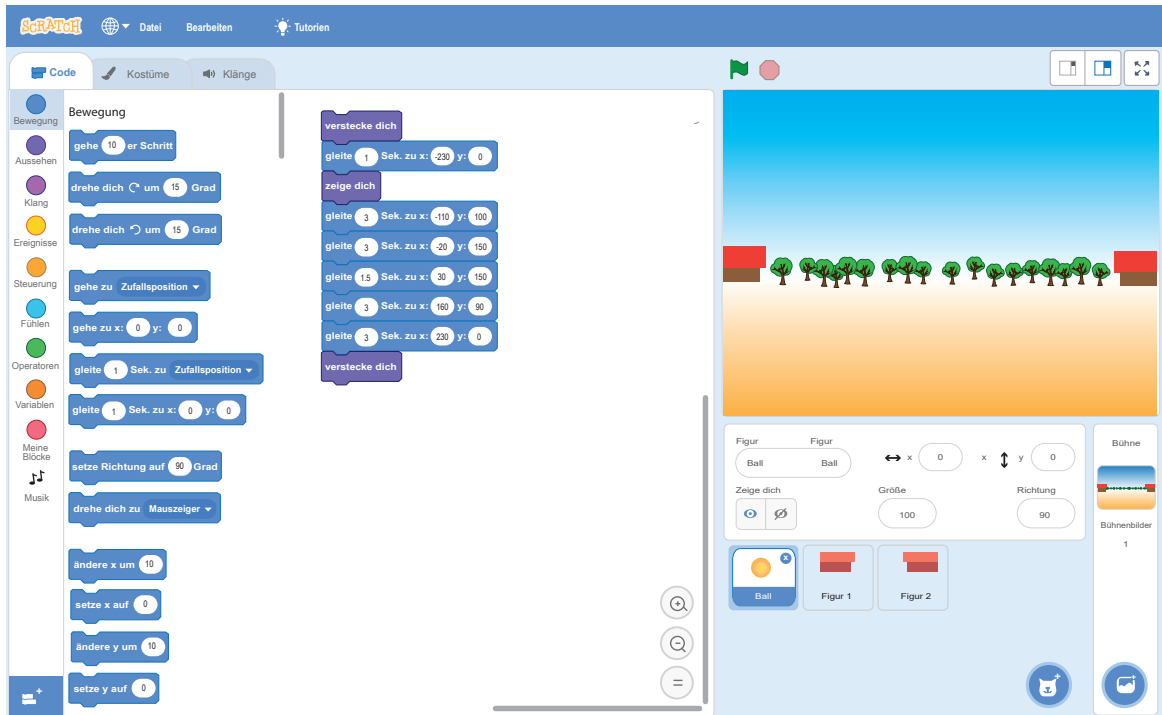 SCRATCH Datei Bearbeiten Tutorien
Code Kostüme Klänge
Bewegung
Aussehen
Klang
Ereignisse
Steuerung
Fühlen
Operatoren
Variablen
Meine
Blöcke
Musik
Bewegung
gehe 10 er Schritt
drehe dich um 15 Grad
drehe dich um 15 Grad
gehe zu Zufallsposition
gehe zu x: 0 y: 0
gleite 1 Sek. zu Zufallsposition
gleite 1 Sek. zu x: 0 y: 0
setze Richtung auf 90 Grad
drehe dich zu Mauszeiger
ändere x um 10
setze x auf 0
ändere y um 10
setze y auf 0
verstecke dich
gleite 1 Sek. zu x: -230 y: 0
zeige dich
gleite 3 Sek. zu x: -110 y: 100
gleite 3 Sek. zu x: -20 y: 150
gleite 1.5 Sek. zu x: 30 y: 150
gleite 3 Sek. zu x: 160 y: 90
gleite 3 Sek. zu x: 230 y: 0
verstecke dich
Figur Figur
Ball Ball x 0 x y 0
Zeige dich Größe Richtung
100 90
Ball Figur 1 Figur 2
Bühne
Bühnenbilder
1